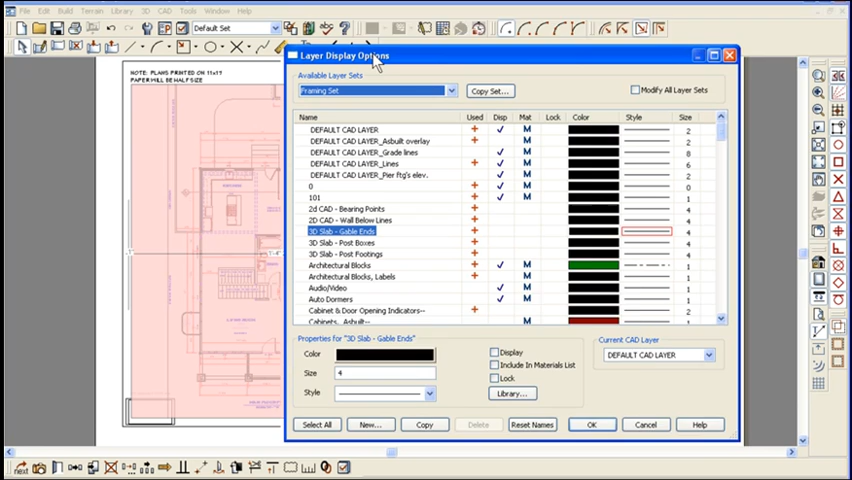 File Edit Build Terrain Library 3D CAD Tools Window Help
Default Set
NOTE: PLANS PRINTED ON 11x17
PAPER WILL BE HALF SIZE
Layer Display Options
Available Layer Sets
Framing Set Copy Set... Modify All Layer Sets
Name Used Disp Mat Lock Color Style Size
DEFAULT CAD LAYER M 2
DEFAULT CAD LAYER_Asbuilt overlay M 2
DEFAULT CAD LAYER_Grade lines M 8
DEFAULT CAD LAYER_Lines M 6
DEFAULT CAD LAYER_Pier ftg's elev. M 2
0 M 0
101 M 1
2d CAD - Bearing Points 4
2D CAD - Wall Below Lines 4
3D Slab - Gable Ends 4
3D Slab - Post Boxes 4
3D Slab - Post Footings 4
Architectural Blocks M 1
Architectural Blocks, Labels M 1
Audio/Video M 1
Auto Dormers M 1
Cabinet & Door Opening Indicators-- 2
Cabinets, Asbuilt-- M 1
Properties for "3D Slab - Gable Ends"
Color
Size 4
Style
Display
Include In Materials List
Lock
Library...
Current CAD Layer
DEFAULT CAD LAYER
Select All New... Copy Delete Reset Names OK Cancel Help
next